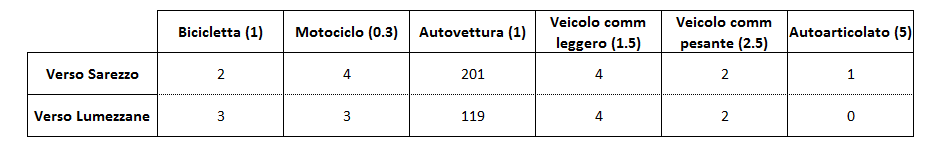 Bicicletta (1) Motociclo (0.3) Autovettura (1) Veicolo comm leggero (1.5) Veicolo comm pesante (2.5) Autoarticolato (5)
Verso Sarezzo 2 4 201 4 2 1
Verso Lumezzane 3 3 119 4 2 0